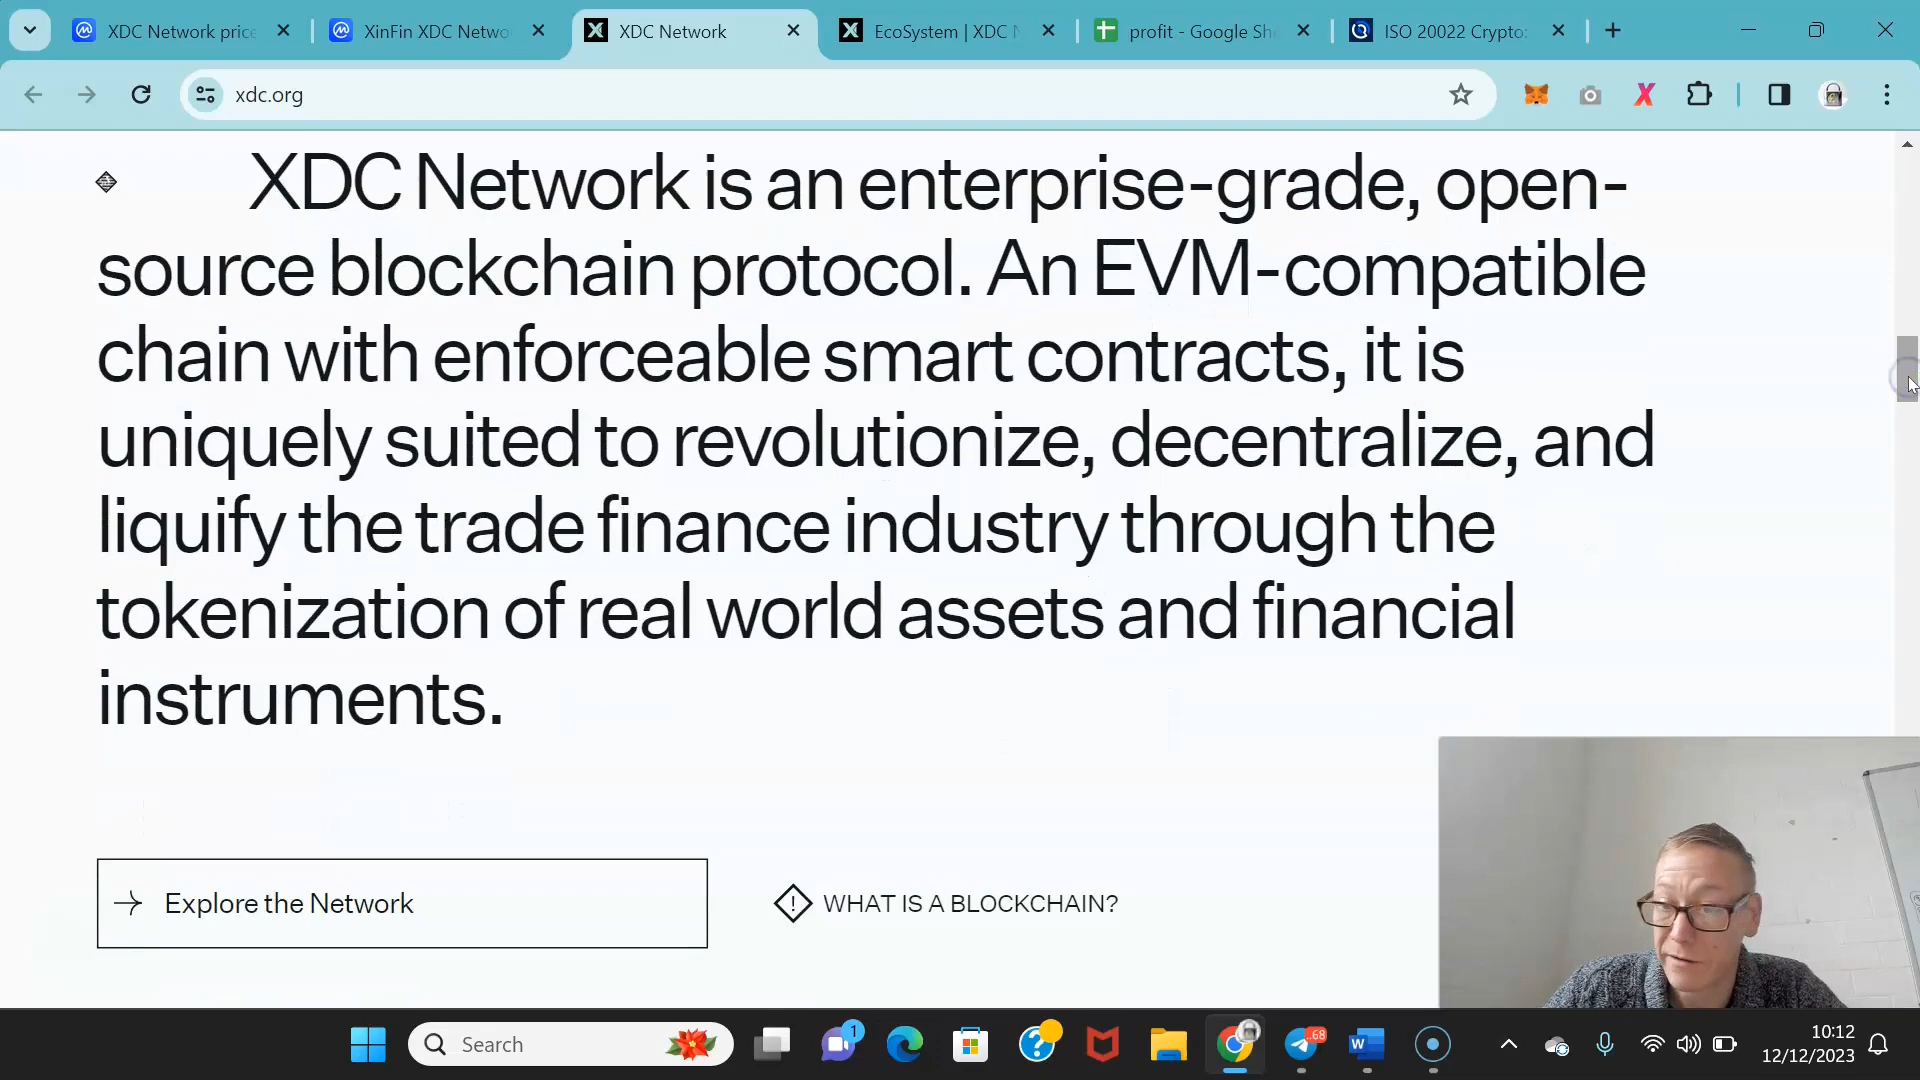 XDC Network price
XinFin XDC Netwo
XDC Network
EcoSystem | XDC N
profit - Google She
ISO 20022 Crypto:
xdc.org
XDC Network is an enterprise-grade, open-
source blockchain protocol. An EVM-compatible
chain with enforceable smart contracts, it is
uniquely suited to revolutionize, decentralize, and
liquify the trade finance industry through the
tokenization of real world assets and financial
instruments.
Explore the Network
WHAT IS A BLOCKCHAIN?
Search
1
68
10:12
12/12/2023